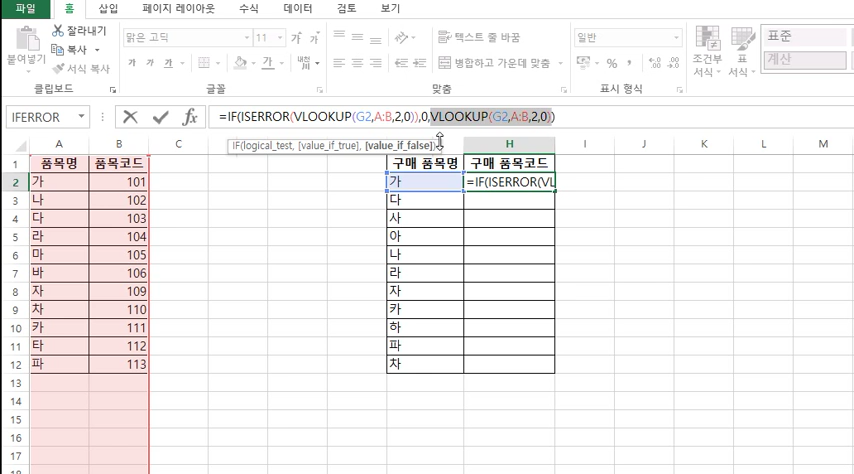 파일 홈 삽입 페이지 레이아웃 수식 데이터 검토 보기
붙여넣기 잘라내기 복사 서식 복사 클립보드
맑은 고딕 11 가 가 가 가 가 간 가 내천 글꼴
텍스트 줄 바꿈 병합하고 가운데 맞춤 맞춤
일반 % , 표시 형식
조건부 서식 표 서식 표준 계산
IFERROR =IF(ISERROR(VLOOKUP(G2,A:B,2,0)),0,VLOOKUP(G2,A:B,2,0))
IF(logical_test, [value_if_true], [value_if_false])
A B C G H I J K L M
1 품목명 품목코드 구매 품목명 구매 품목코드
2 가 101 가 =IF(ISERROR(VL
3 나 102 다
4 다 103 사
5 라 104 아
6 마 105 나
7 바 106 라
8 자 109 자
9 차 110 카
10 카 111 하
11 타 112 파
12 파 113 차
13
14
15
16
17